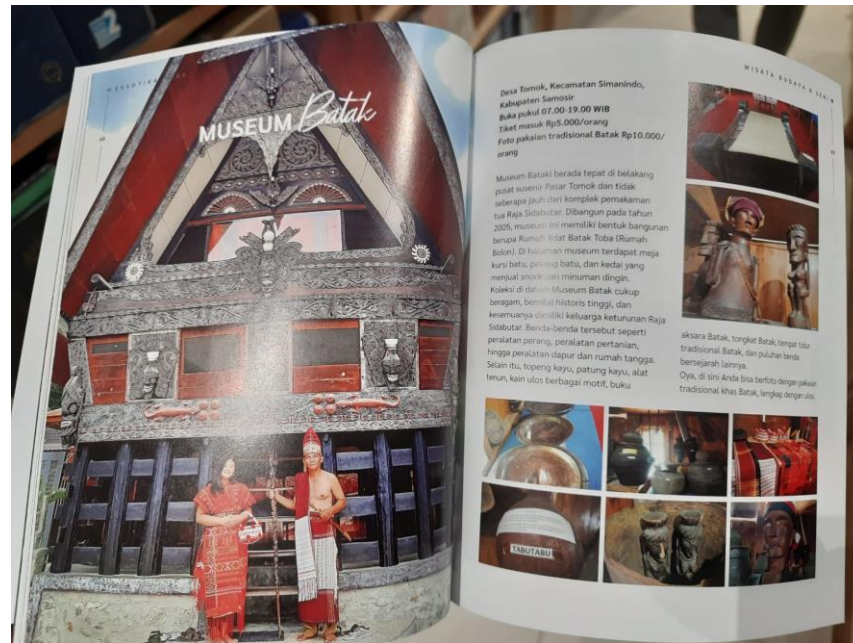 MUSEUM Batak
WISATA BUDAYA & SENI
Desa Tomok, Kecamatan Simanindo,
Kabupaten Samosir
Buka pukul 07.00-19.00 WIB
Tiket masuk Rp5.000/orang
Foto pakaian tradisional Batak Rp10.000/
orang
Museum Bataki berada tepat di belakang
pusat suvenir Pasar Tomok dan tidak
seberapa jauh dari komplek pemakaman
tua Raja Sidabutar. Dibangun pada tahun
2005, museum ini memiliki bentuk bangunan
berupa Rumah Adat Batak Toba (Rumah
Bolon). Di halaman museum terdapat meja
kursi batu, patung batu, dan kedai yang
menjual snack dan minuman dingin.
Koleksi di dalam Museum Batak cukup
beragam, bernilai historis tinggi, dan
kesemuanya dimiliki keluarga keturunan Raja
Sidabutar. Benda-benda tersebut seperti
peralatan perang, peralatan pertanian,
hingga peralatan dapur dan rumah tangga.
Selain itu, topeng kayu, patung kayu, alat
tenun, kain ulos berbagai motif, buku
aksara Batak, tongkat Batak, tempat tidur
tradisional Batak, dan puluhan benda
bersejarah lainnya.
Oya, di sini Anda bisa berfoto dengan pakaian
tradisional khas Batak, lengkap dengan ulos.
TABUTABU